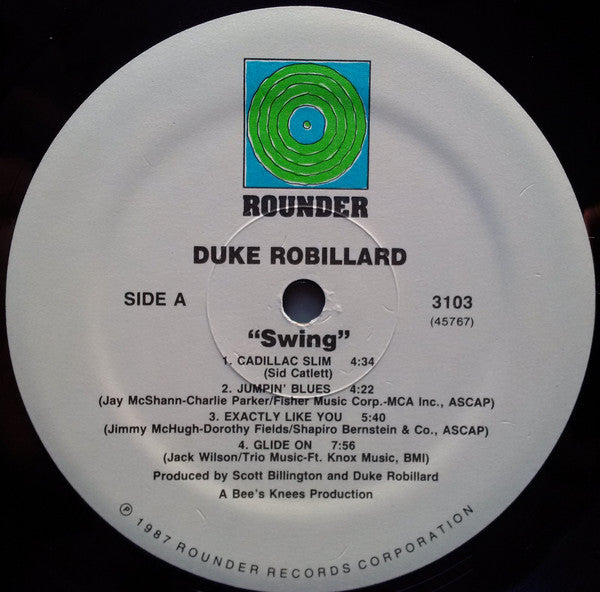 ROUNDER
DUKE ROBILLARD
SIDE A
3103
(45767)
"Swing"
1. CADILLAC SLIM 4:34
(Sid Catlett)
2. JUMPIN' BLUES 4:22
(Jay McShann-Charlie Parker/Fisher Music Corp.-MCA Inc., ASCAP)
3. EXACTLY LIKE YOU 5:40
(Jimmy McHugh-Dorothy Fields/Shapiro Bernstein & Co., ASCAP)
4. GLIDE ON 7:56
(Jack Wilson/Trio Music-Ft. Knox Music, BMI)
Produced by Scott Billington and Duke Robillard
A Bee's Knees Production
℗ 1987 ROUNDER RECORDS CORPORATION